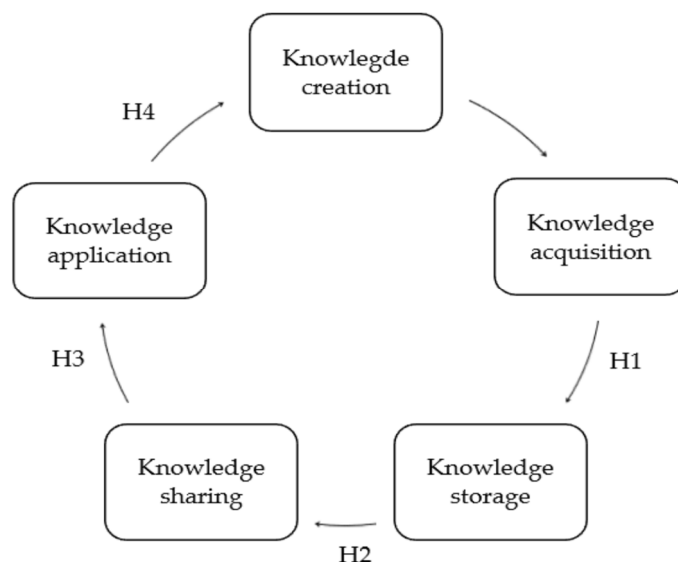 Knowlegde
creation
H4
Knowledge
application
Knowledge
acquisition
H3
H1
Knowledge
sharing
Knowledge
storage
H2